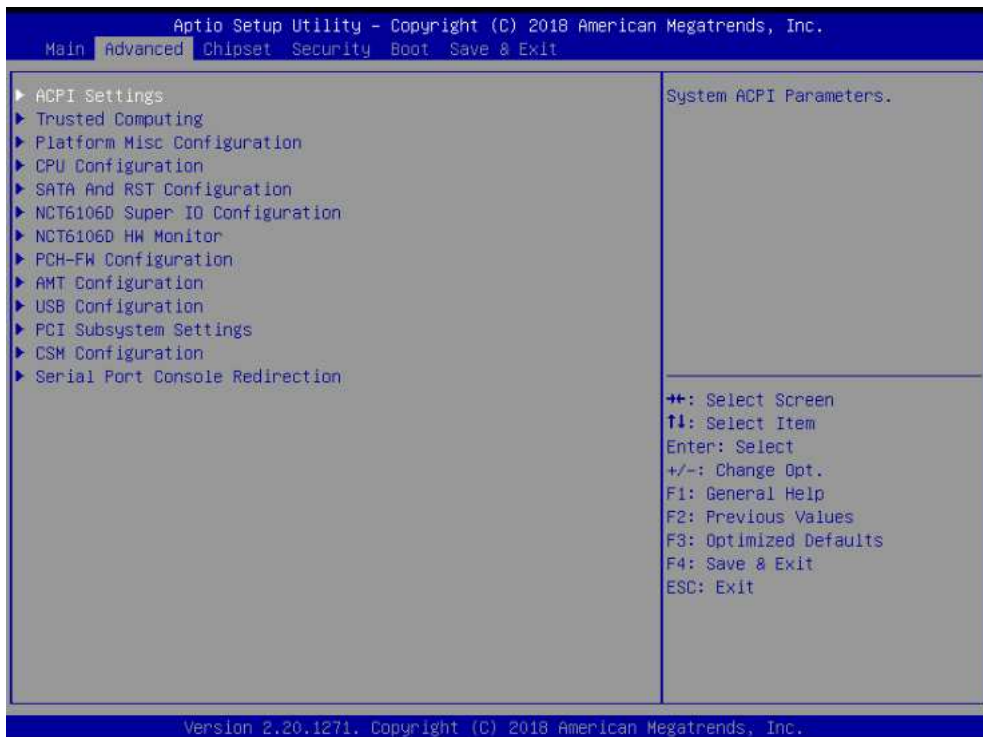 Aptio Setup Utility – Copyright (C) 2018 American Megatrends, Inc.
Main Advanced Chipset Security Boot Save & Exit
ACPI Settings
Trusted Computing
Platform Misc Configuration
CPU Configuration
SATA And RST Configuration
NCT6106D Super IO Configuration
NCT6106D HW Monitor
PCH-FW Configuration
AMT Configuration
USB Configuration
PCI Subsystem Settings
CSM Configuration
Serial Port Console Redirection
System ACPI Parameters.
→←: Select Screen
↑↓: Select Item
Enter: Select
+/-: Change Opt.
F1: General Help
F2: Previous Values
F3: Optimized Defaults
F4: Save & Exit
ESC: Exit
Version 2.20.1271. Copyright (C) 2018 American Megatrends, Inc.